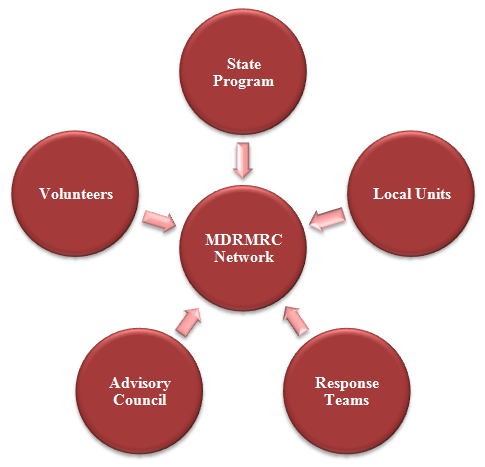 State
Program
Volunteers
Local Units
MDRMRC
Network
Advisory
Council
Response
Teams